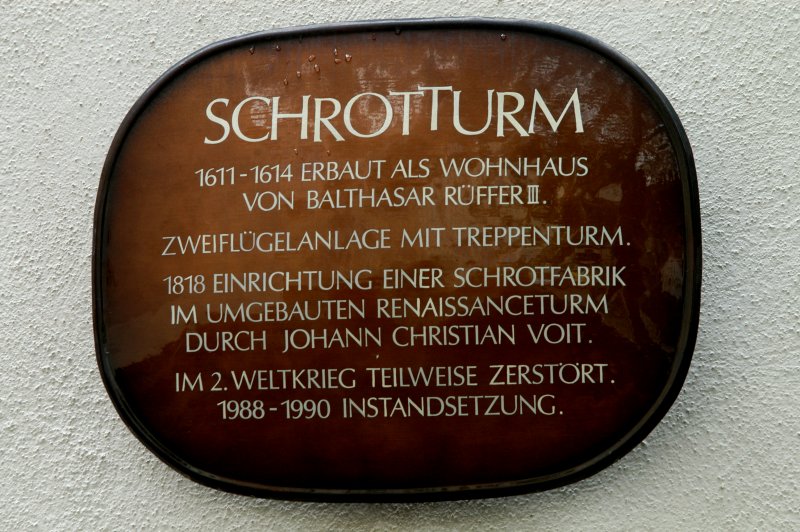 SCHROTTURM
1611-1614 ERBAUT ALS WOHNHAUS
VON BALTHASAR RÜFFER III.
ZWEIFLÜGELANLAGE MIT TREPPENTURM.
1818 EINRICHTUNG EINER SCHROTFABRIK
IM UMGEBAUTEN RENAISSANCETURM
DURCH JOHANN CHRISTIAN VOIT.
IM 2. WELTKRIEG TEILWEISE ZERSTÖRT.
1988-1990 INSTANDSETZUNG.